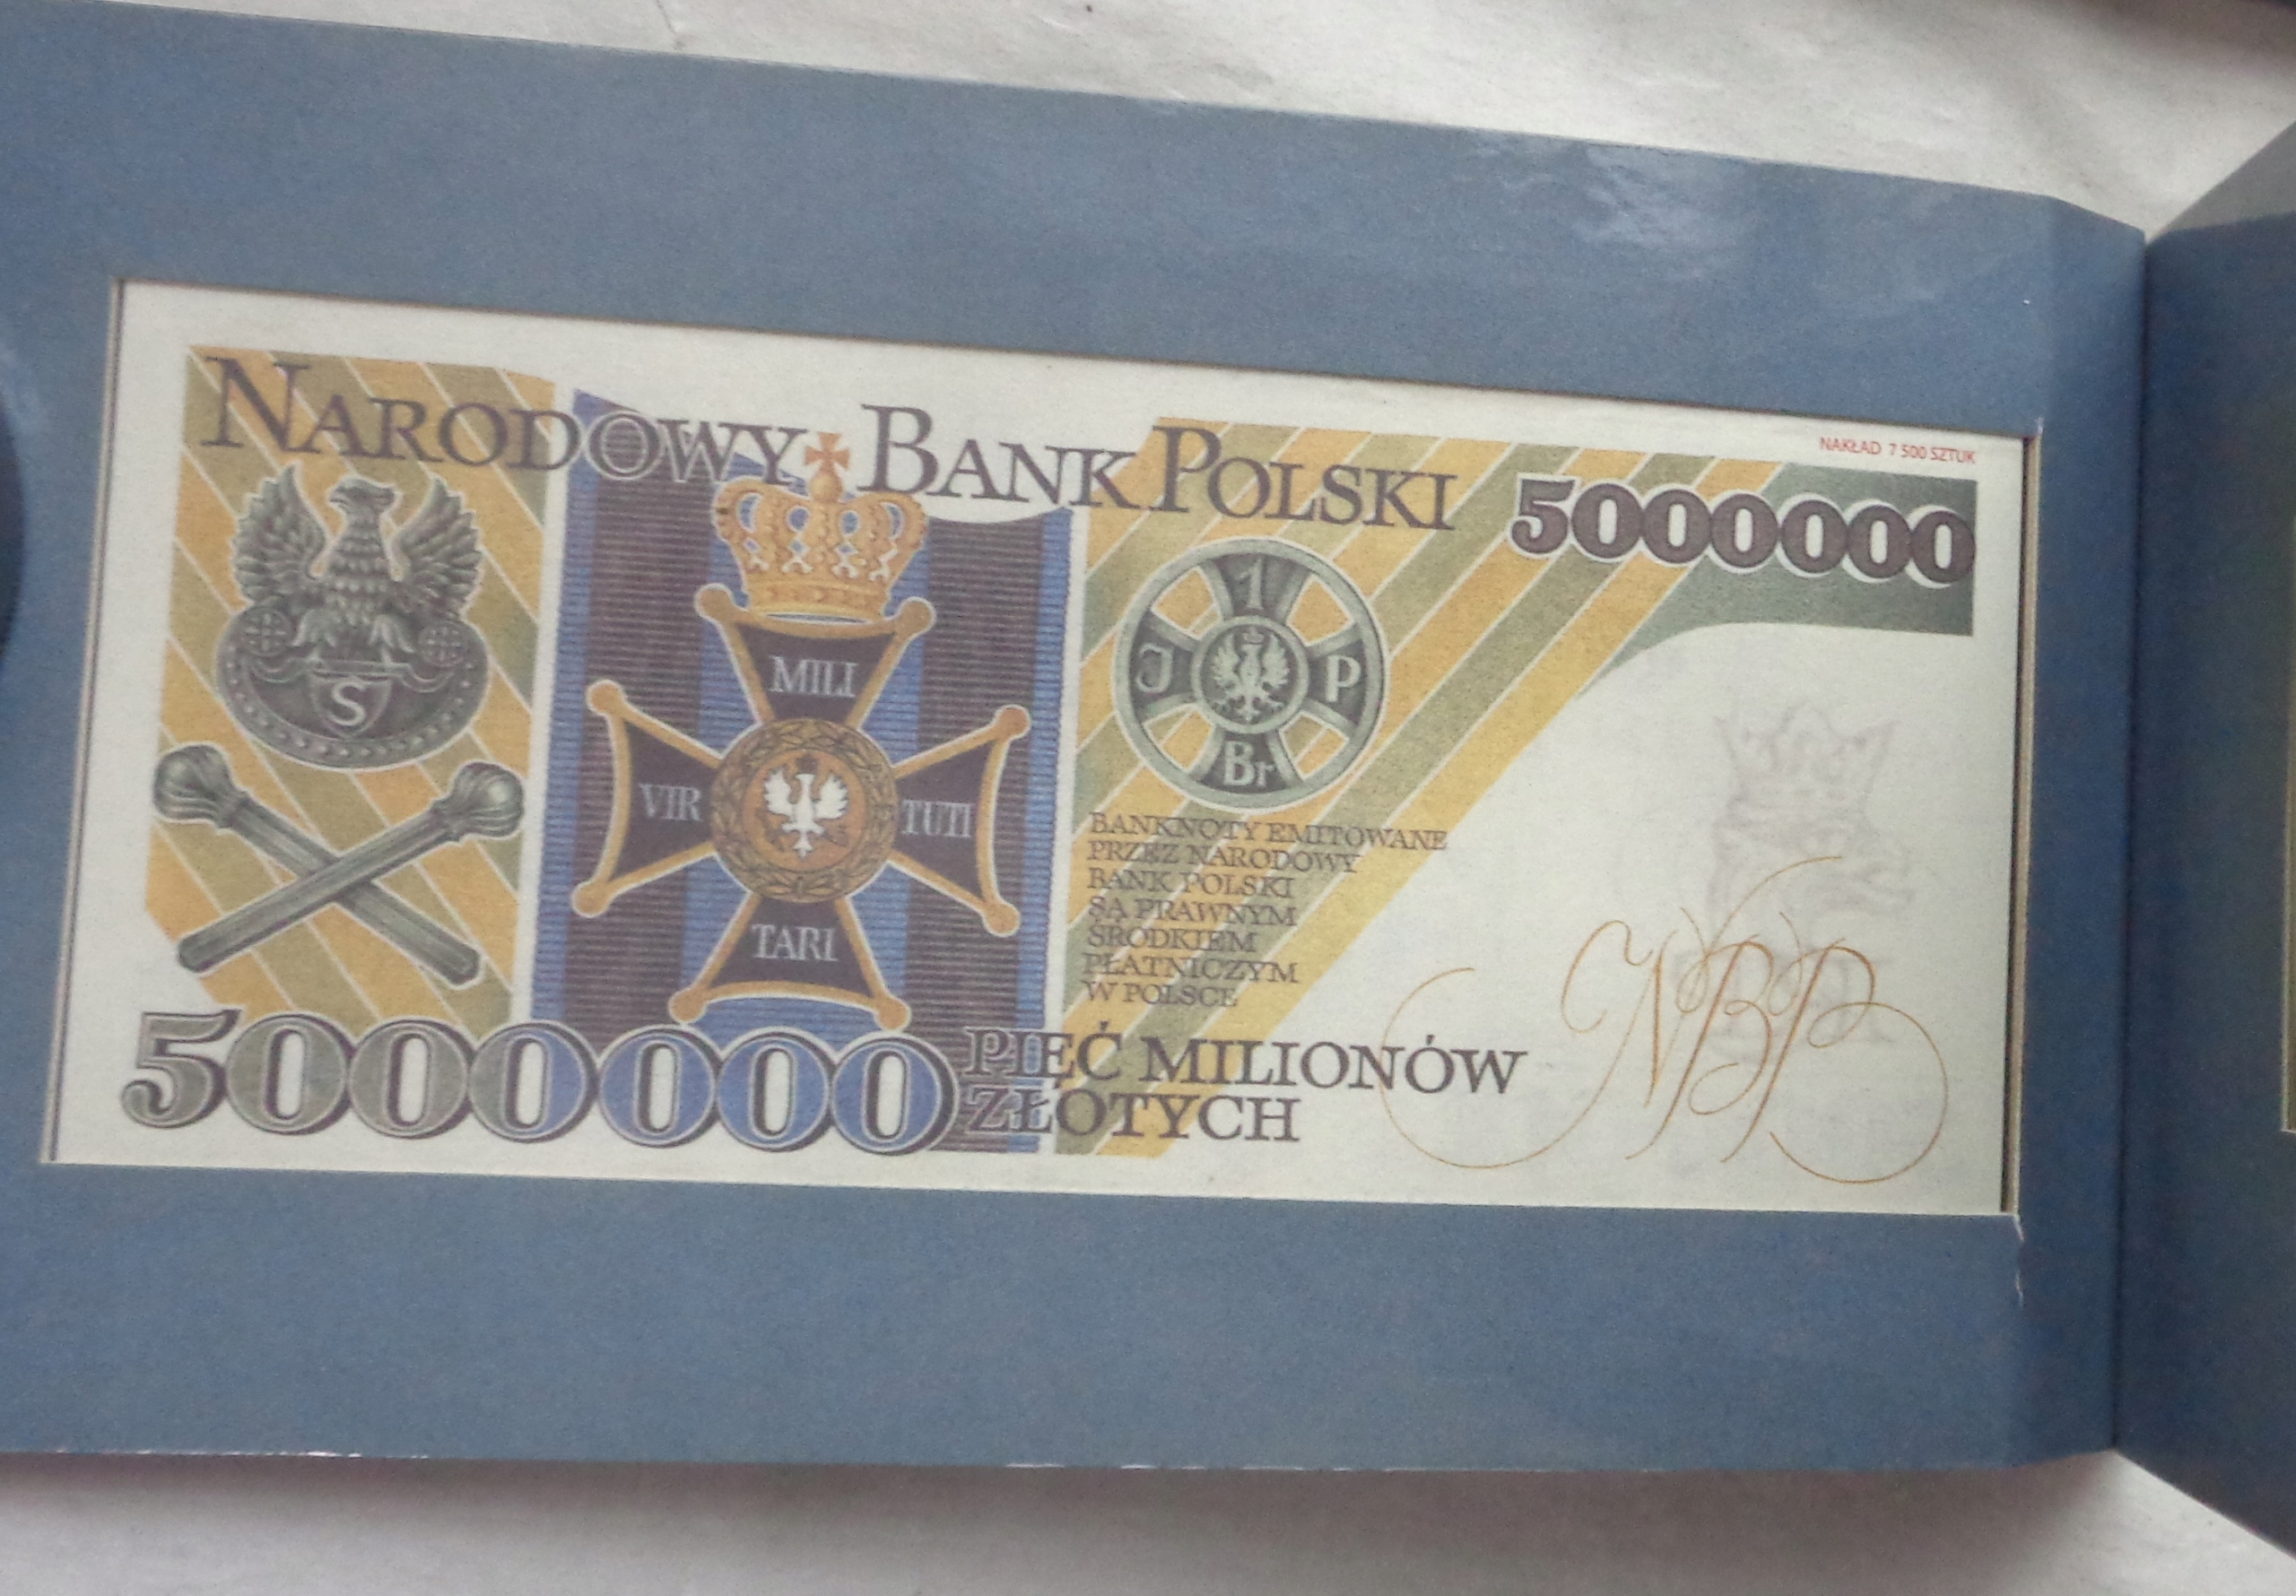 NARODOWY BANK POLSKI
NAKŁAD 7 500 SZTUK
5000000
S
MILI
VIR TUTI
TARI
1
J P
Br
BANKNOTY EMITOWANE
PRZEZ NARODOWY
BANK POLSKI
SĄ PRAWNYM
ŚRODKIEM
PŁATNICZYM
W POLSCE
5000000
PIĘĆ MILIONÓW
ZŁOTYCH
NBP